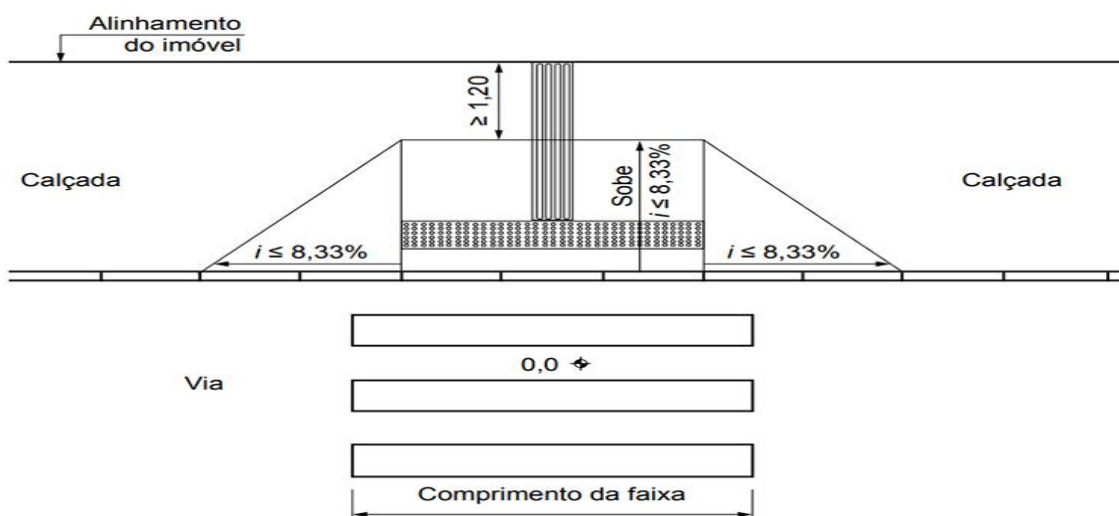 Alinhamento
do imóvel
≥ 1,20
Calçada
Sobe
i ≤ 8,33%
Calçada
i ≤ 8,33%
i ≤ 8,33%
0,0
Via
Comprimento da faixa